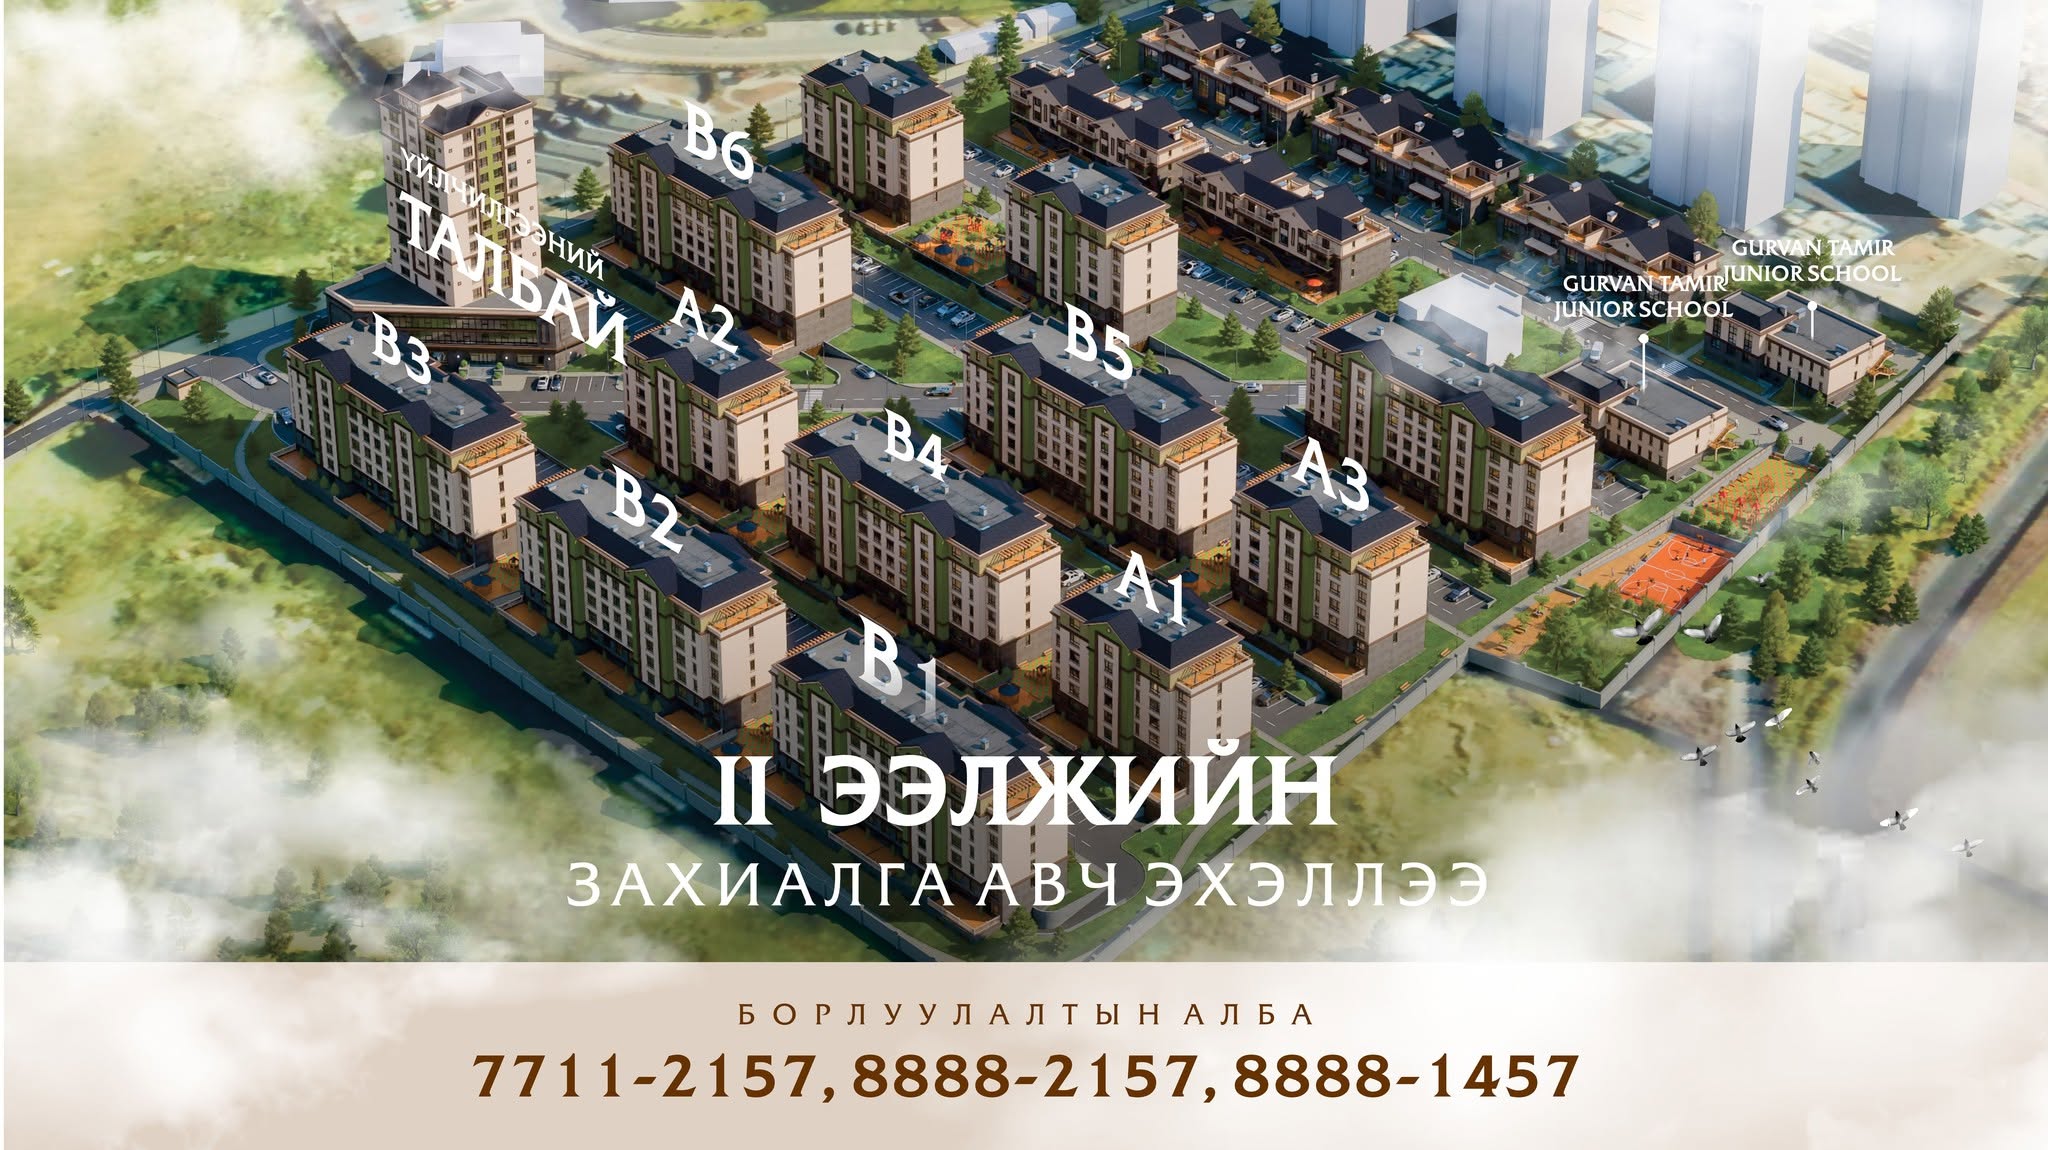 B6
ҮЙЛЧИЛГЭЭНИЙ
ТАЛБАЙ
GURVAN TAMIR
JUNIOR SCHOOL
GURVAN TAMIR
JUNIOR SCHOOL
A2
B3
B5
B4
A3
B2
A1
B1
II ЭЭЛЖИЙН
ЗАХИАЛГА АВЧ ЭХЭЛЛЭЭ
БОРЛУУЛАЛТЫН АЛБА
7711-2157, 8888-2157, 8888-1457